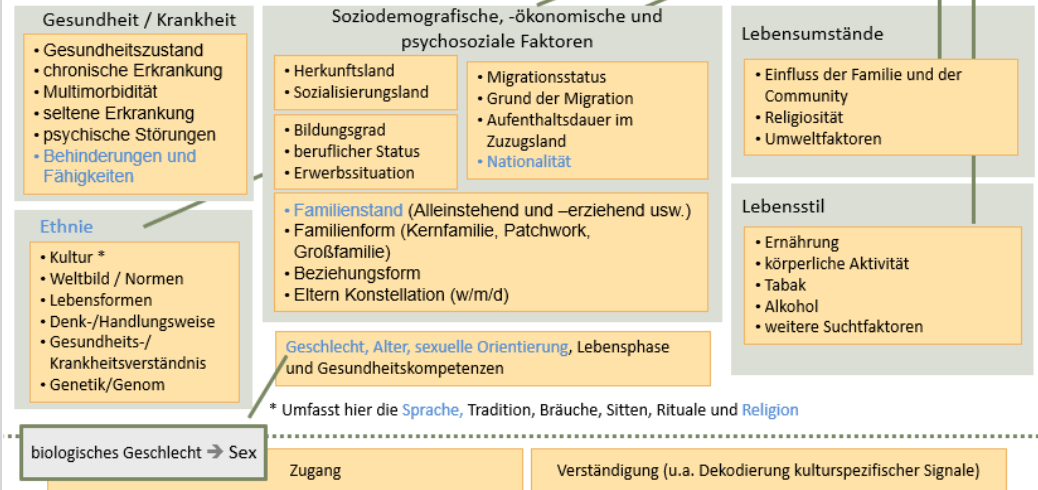 Gesundheit / Krankheit
• Gesundheitszustand
• chronische Erkrankung
• Multimorbidität
• seltene Erkrankung
• psychische Störungen
• Behinderungen und
Fähigkeiten
Ethnie
• Kultur *
• Weltbild / Normen
• Lebensformen
• Denk-/Handlungsweise
• Gesundheits-/
Krankheitsverständnis
• Genetik/Genom
Soziodemografische, -ökonomische und
psychosoziale Faktoren
• Herkunftsland
• Sozialisierungsland
• Bildungsgrad
• beruflicher Status
• Erwerbssituation
• Migrationsstatus
• Grund der Migration
• Aufenthaltsdauer im
Zuzugsland
• Nationalität
• Familienstand (Alleinstehend und –erziehend usw.)
• Familienform (Kernfamilie, Patchwork,
Großfamilie)
• Beziehungsform
• Eltern Konstellation (w/m/d)
Geschlecht, Alter, sexuelle Orientierung, Lebensphase
und Gesundheitskompetenzen
* Umfasst hier die Sprache, Tradition, Bräuche, Sitten, Rituale und Religion
Lebensumstände
• Einfluss der Familie und der
Community
• Religiosität
• Umweltfaktoren
Lebensstil
• Ernährung
• körperliche Aktivität
• Tabak
• Alkohol
• weitere Suchtfaktoren
biologisches Geschlecht → Sex
Zugang
Verständigung (u.a. Dekodierung kulturspezifischer Signale)